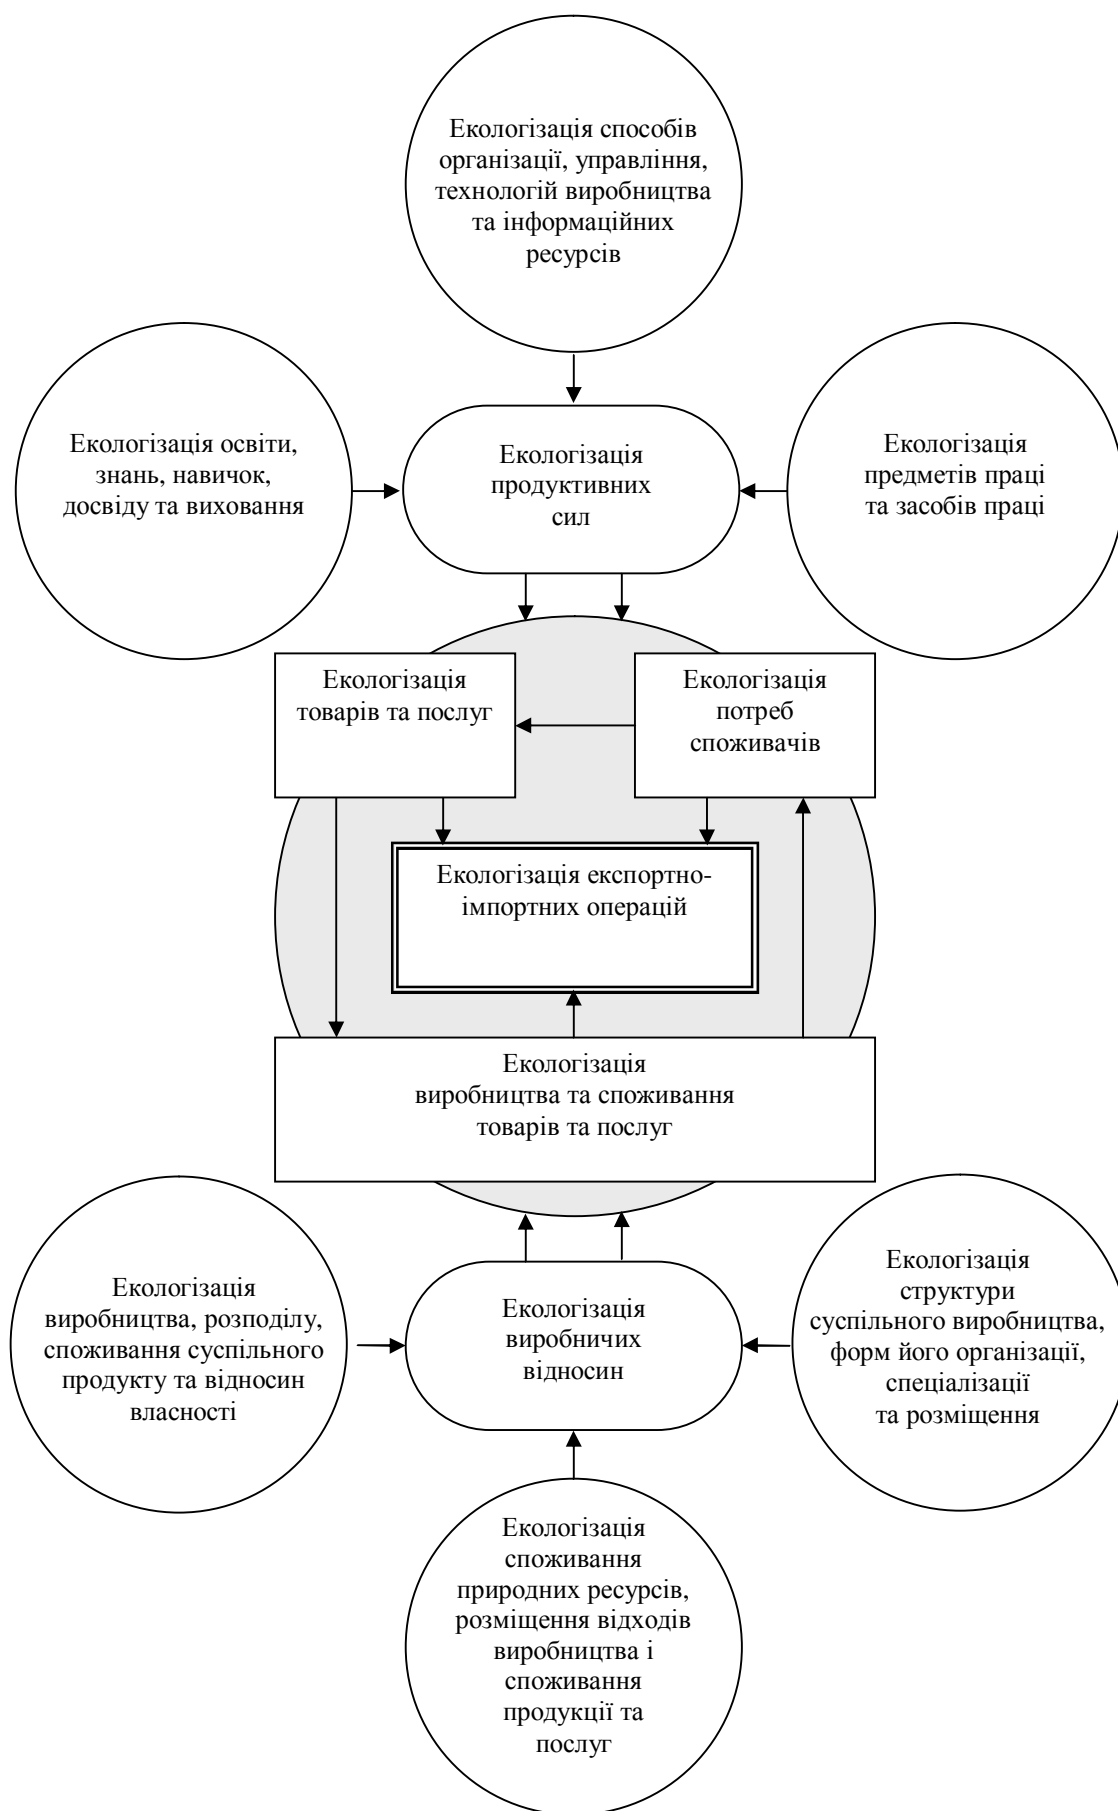 Екологізація способів
організації, управління,
технологій виробництва
та інформаційних
ресурсів
Екологізація освіти,
знань, навичок,
досвіду та виховання
Екологізація
продуктивних
сил
Екологізація
предметів праці
та засобів праці
Екологізація
товарів та послуг
Екологізація
потреб
споживачів
Екологізація експортно-
імпортних операцій
Екологізація
виробництва та споживання
товарів та послуг
Екологізація
виробництва, розподілу,
споживання суспільного
продукту та відносин
власності
Екологізація
виробничих
відносин
Екологізація
структури
суспільного виробництва,
форм його організації,
спеціалізації
та розміщення
Екологізація
споживання
природних ресурсів,
розміщення відходів
виробництва і
споживання
продукції та
послуг